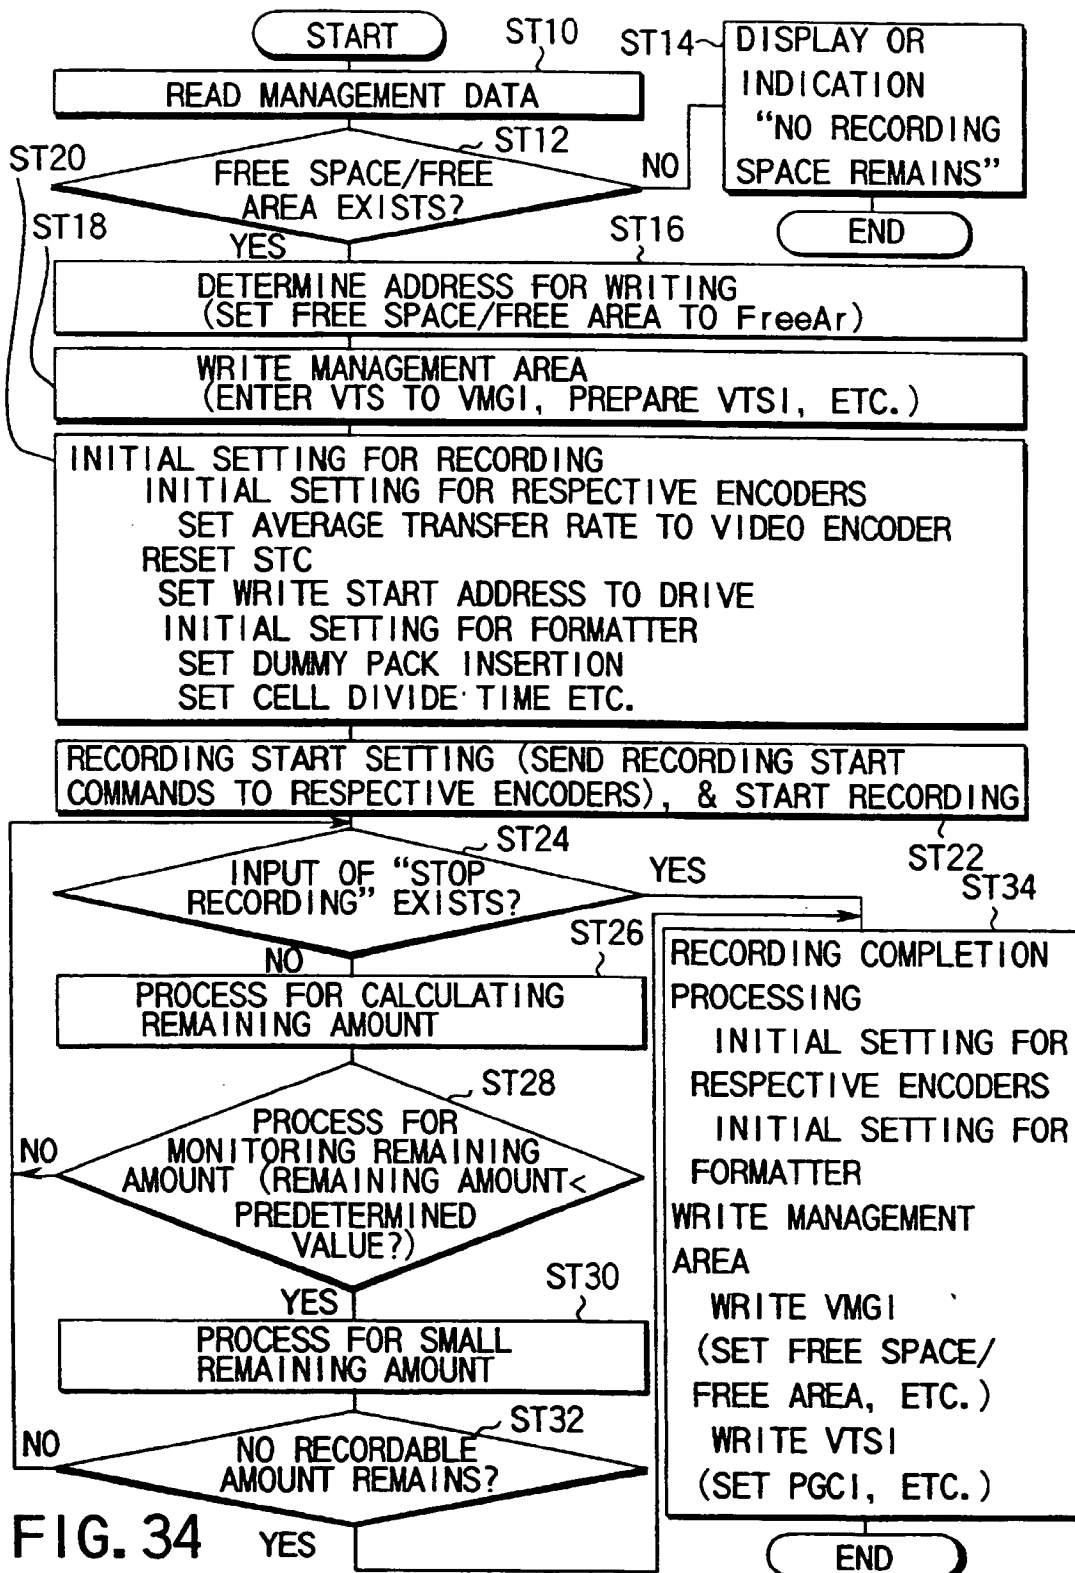 START
ST10
READ MANAGEMENT DATA
ST12
FREE SPACE/FREE
AREA EXISTS?
NO
ST14
DISPLAY OR
INDICATION
“NO RECORDING
SPACE REMAINS”
END
YES
ST16
DETERMINE ADDRESS FOR WRITING
(SET FREE SPACE/FREE AREA TO FreeAr)
ST18
WRITE MANAGEMENT AREA
(ENTER VTS TO VMGI, PREPARE VTSI, ETC.)
ST20
INITIAL SETTING FOR RECORDING
INITIAL SETTING FOR RESPECTIVE ENCODERS
SET AVERAGE TRANSFER RATE TO VIDEO ENCODER
RESET STC
SET WRITE START ADDRESS TO DRIVE
INITIAL SETTING FOR FORMATTER
SET DUMMY PACK INSERTION
SET CELL DIVIDE TIME ETC.
RECORDING START SETTING (SEND RECORDING START
COMMANDS TO RESPECTIVE ENCODERS), & START RECORDING
ST22
ST24
INPUT OF “STOP
RECORDING” EXISTS?
YES
NO
ST26
PROCESS FOR CALCULATING
REMAINING AMOUNT
ST28
PROCESS FOR
MONITORING REMAINING
AMOUNT (REMAINING AMOUNT<
PREDETERMINED
VALUE?)
NO
YES
ST30
PROCESS FOR SMALL
REMAINING AMOUNT
ST32
NO RECORDABLE
AMOUNT REMAINS?
NO
YES
ST34
RECORDING COMPLETION
PROCESSING
INITIAL SETTING FOR
RESPECTIVE ENCODERS
INITIAL SETTING FOR
FORMATTER
WRITE MANAGEMENT
AREA
WRITE VMGI
(SET FREE SPACE/
FREE AREA, ETC.)
WRITE VTSI
(SET PGCI, ETC.)
END
FIG. 34